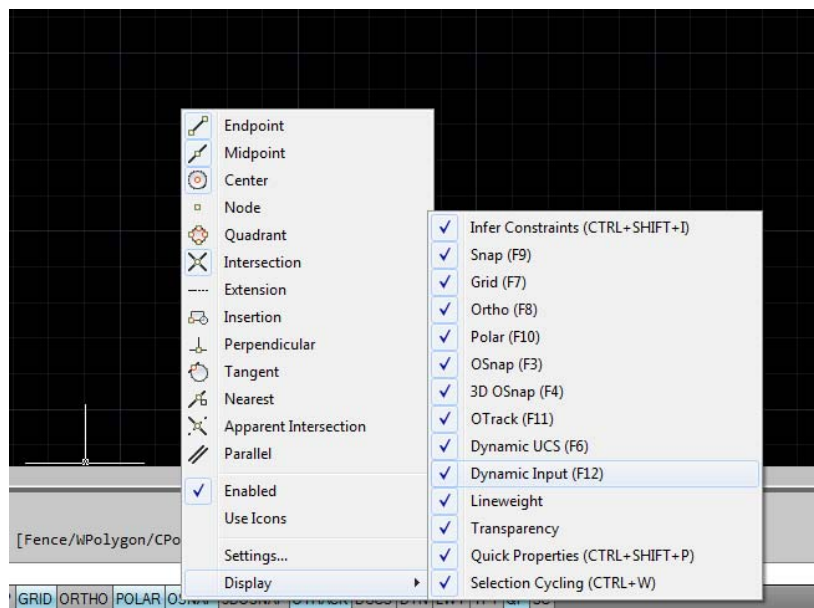 Endpoint
Midpoint
Center
Node
Quadrant
Intersection
Extension
Insertion
Perpendicular
Tangent
Nearest
Apparent Intersection
Parallel
Enabled
Use Icons
Settings...
Display
Infer Constraints (CTRL+SHIFT+I)
Snap (F9)
Grid (F7)
Ortho (F8)
Polar (F10)
OSnap (F3)
3D OSnap (F4)
OTrack (F11)
Dynamic UCS (F6)
Dynamic Input (F12)
Lineweight
Transparency
Quick Properties (CTRL+SHIFT+P)
Selection Cycling (CTRL+W)
[Fence/WPolygon/CPo
GRID ORTHO POLAR